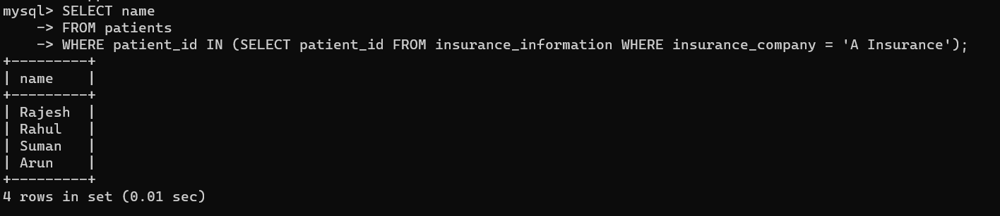 mysql> SELECT name
    -> FROM patients
    -> WHERE patient_id IN (SELECT patient_id FROM insurance_information WHERE insurance_company = 'A Insurance');
+---------+
| name    |
+---------+
| Rajesh  |
| Rahul   |
| Suman   |
| Arun    |
+---------+
4 rows in set (0.01 sec)